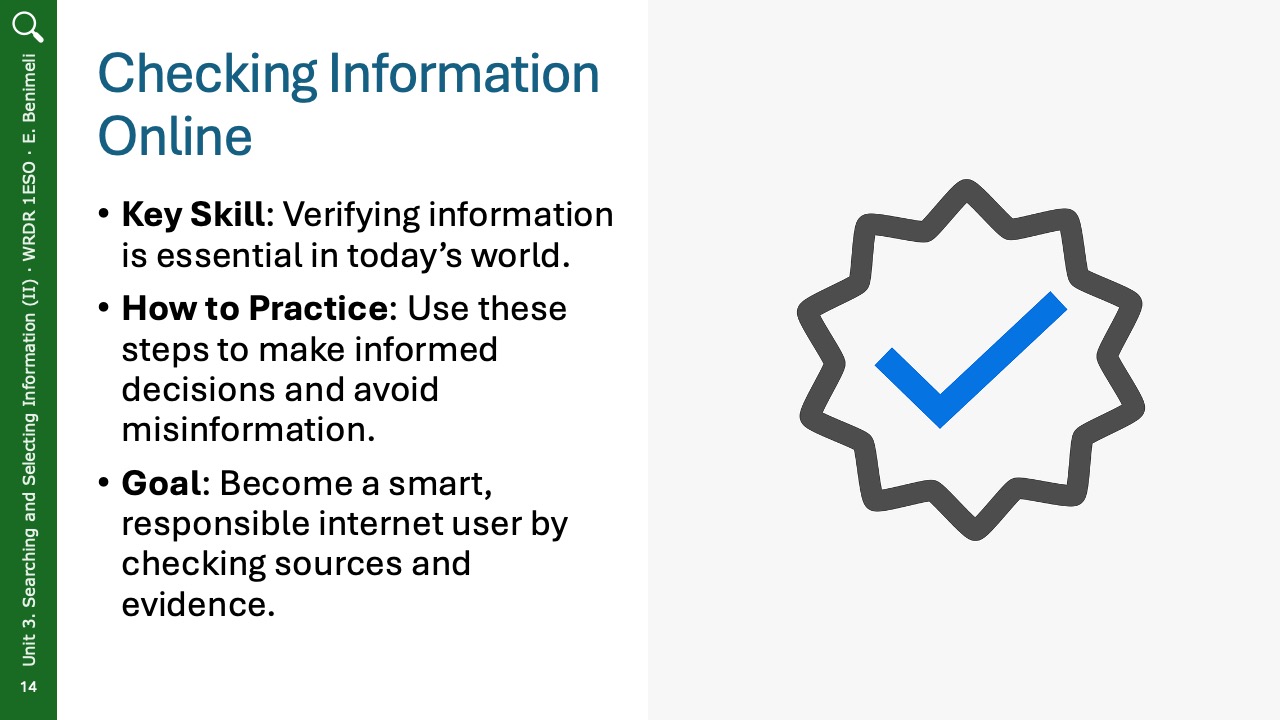 Unit 3. Searching and Selecting Information (II) · WRDR 1ESO · E. Benimeli
14
Checking Information
Online
• Key Skill: Verifying information
is essential in today’s world.
• How to Practice: Use these
steps to make informed
decisions and avoid
misinformation.
• Goal: Become a smart,
responsible internet user by
checking sources and
evidence.